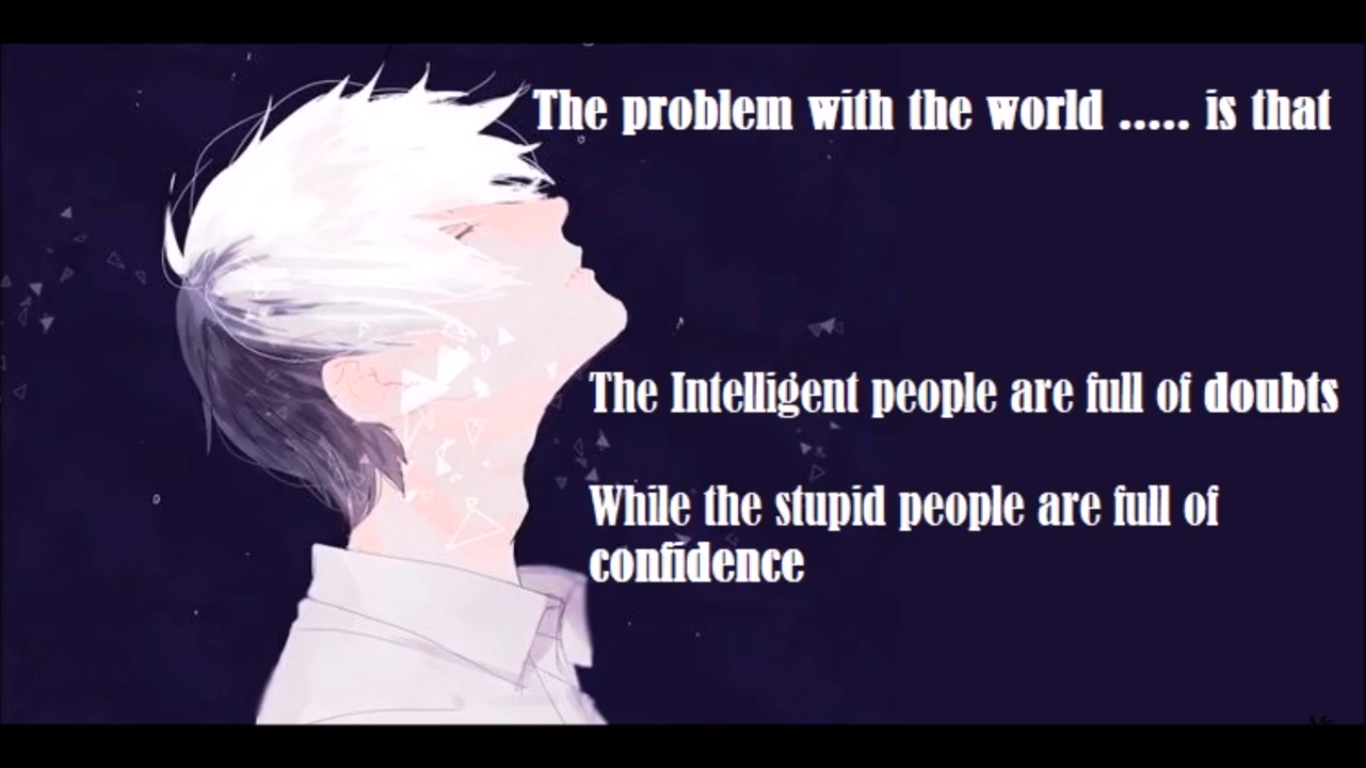 The problem with the world ..... is that
The Intelligent people are full of doubts
While the stupid people are full of
confidence